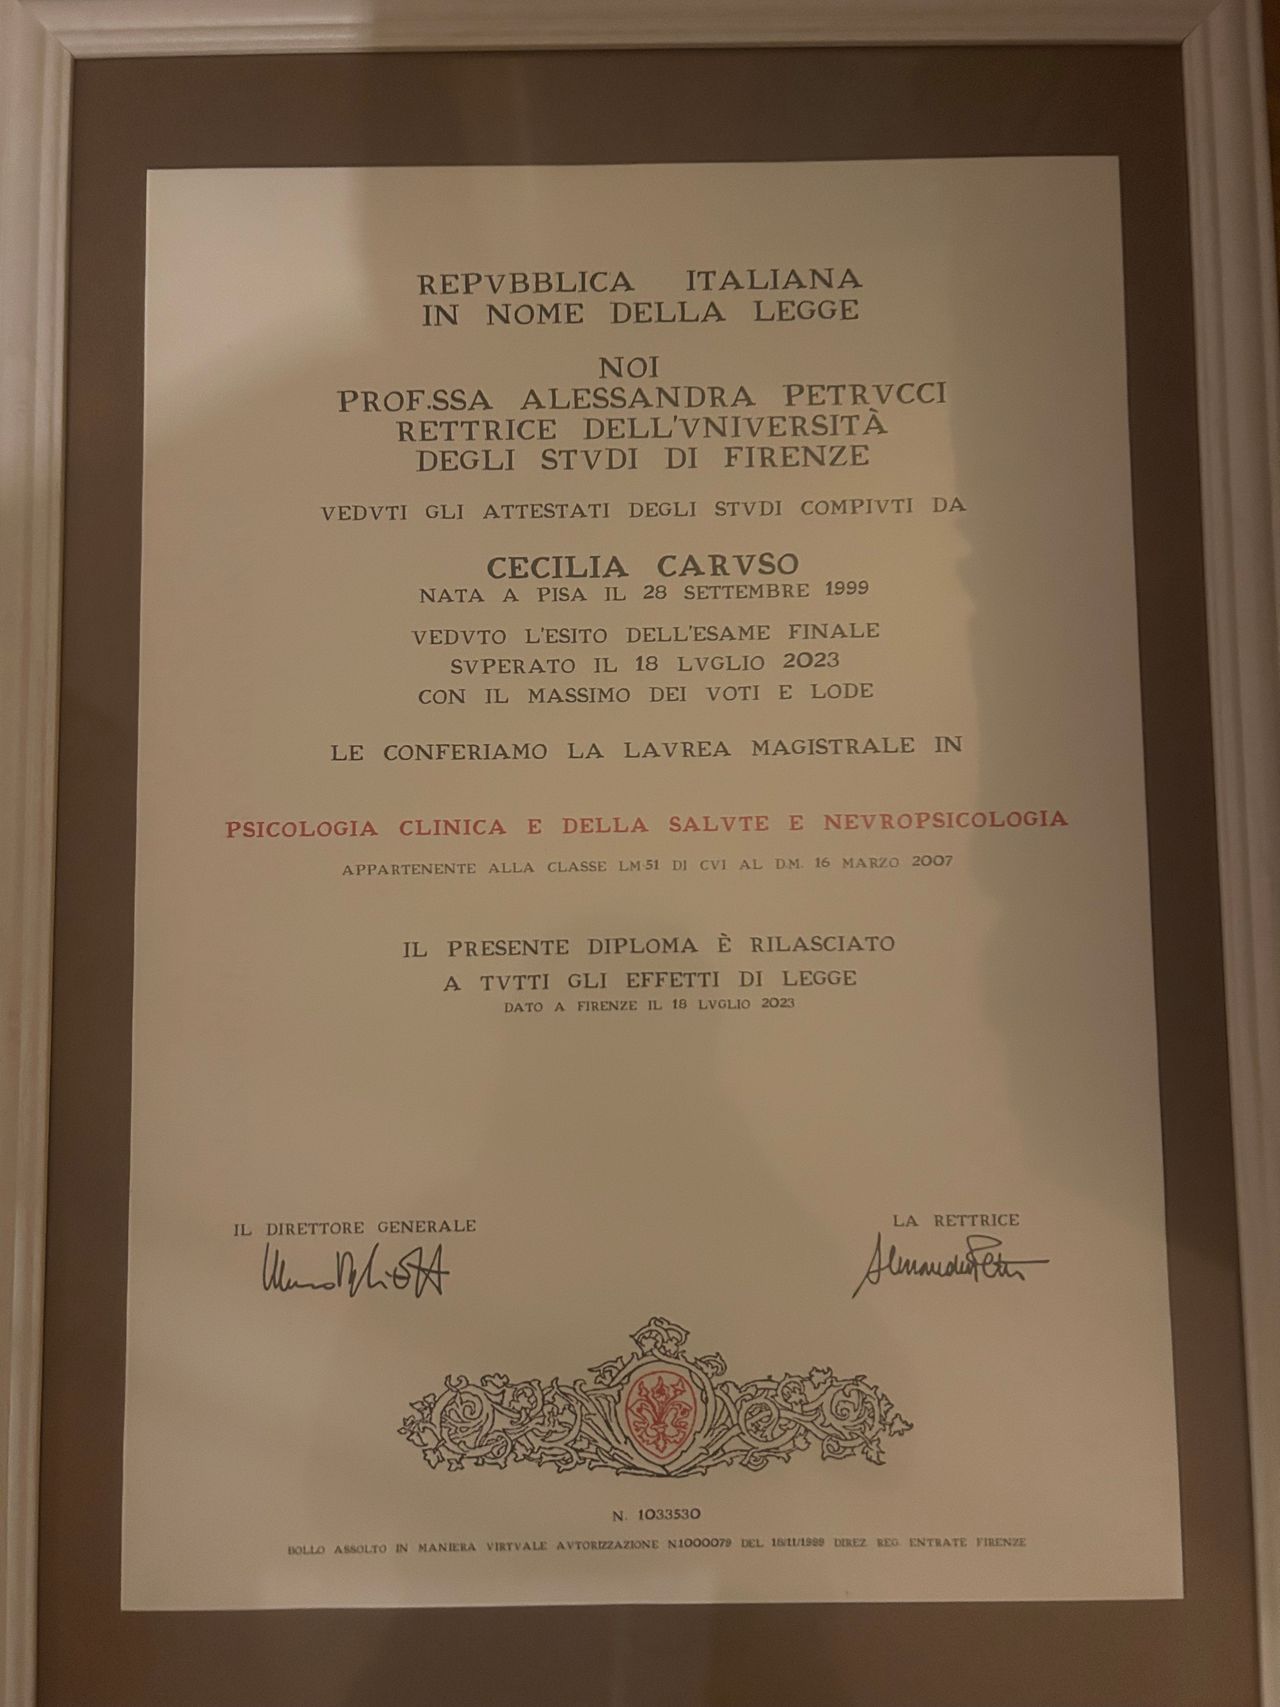 REPVBBLICA ITALIANA
IN NOME DELLA LEGGE
NOI
PROF.SSA ALESSANDRA PETRVCCI
RETTRICE DELL'VNIVERSITÀ
DEGLI STVDI DI FIRENZE
VEDVTI GLI ATTESTATI DEGLI STVDI COMPIVTI DA
CECILIA CARVSO
NATA A PISA IL 28 SETTEMBRE 1999
VEDVTO L'ESITO DELL'ESAME FINALE
SVPERATO IL 18 LVGLIO 2023
CON IL MASSIMO DEI VOTI E LODE
LE CONFERIAMO LA LAVREA MAGISTRALE IN
PSICOLOGIA CLINICA E DELLA SALVTE E NEVROPSICOLOGIA
APPARTENENTE ALLA CLASSE LM-51 DI CVI AL D.M. 16 MARZO 2007
IL PRESENTE DIPLOMA È RILASCIATO
A TVTTI GLI EFFETTI DI LEGGE
DATO A FIRENZE IL 18 LVGLIO 2023
IL DIRETTORE GENERALE
LA RETTRICE
N. 1033530
BOLLO ASSOLTO IN MANIERA VIRTVALE AVTORIZZAZIONE N.1000079 DEL 18/11/1999 DIREZ. REG. ENTRATE FIRENZE